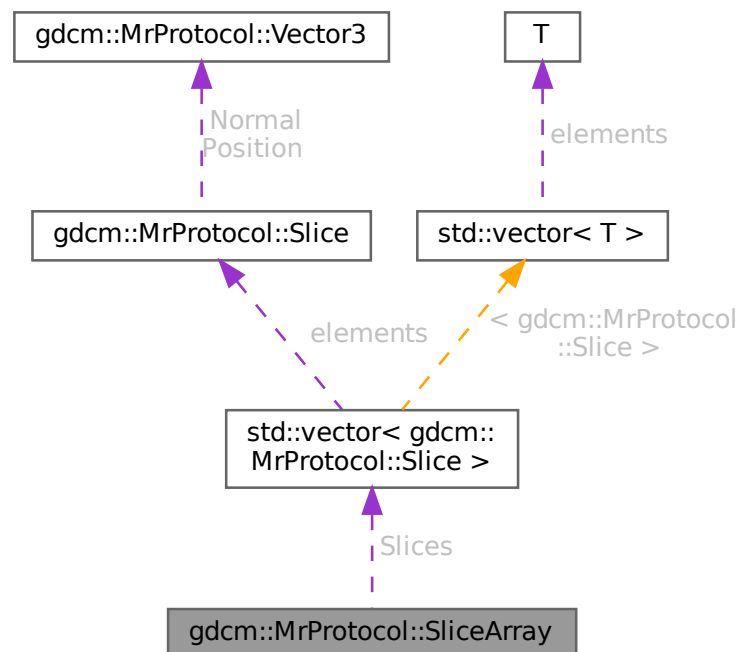 gdcm::MrProtocol::Vector3
T
Normal
Position
elements
gdcm::MrProtocol::Slice
std::vector< T >
elements
< gdcm::MrProtocol
::Slice >
std::vector< gdcm::
MrProtocol::Slice >
Slices
gdcm::MrProtocol::SliceArray